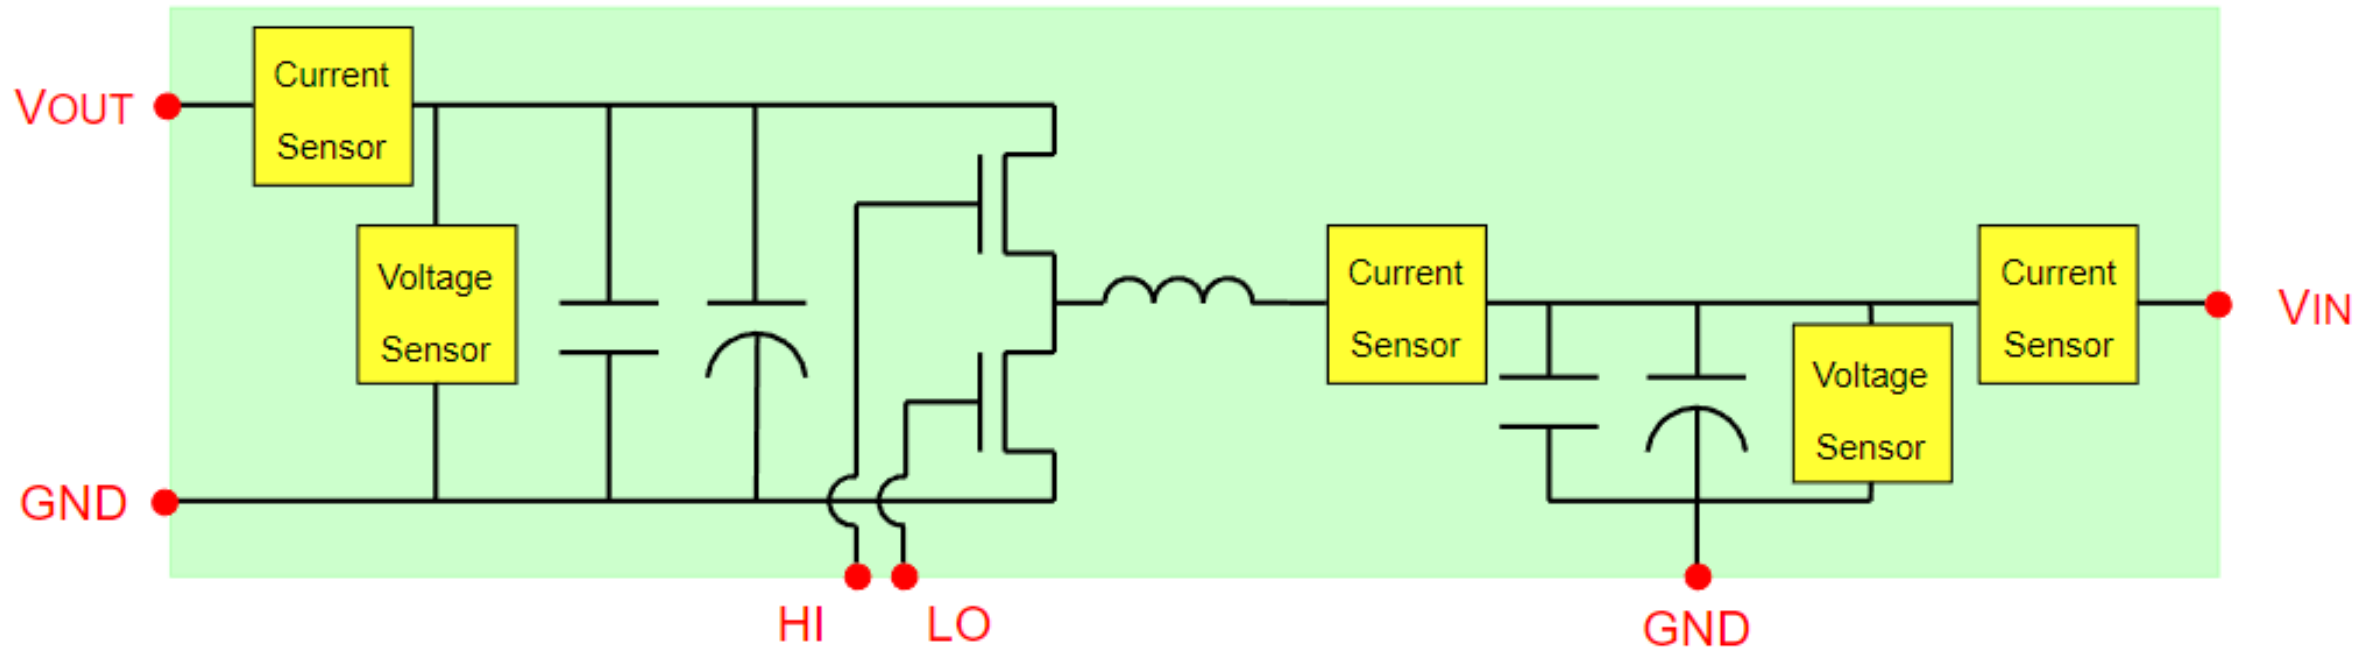 VOUT
Current
Sensor
Voltage
Sensor
GND
HI
LO
Current
Sensor
Voltage
Sensor
Current
Sensor
VIN
GND